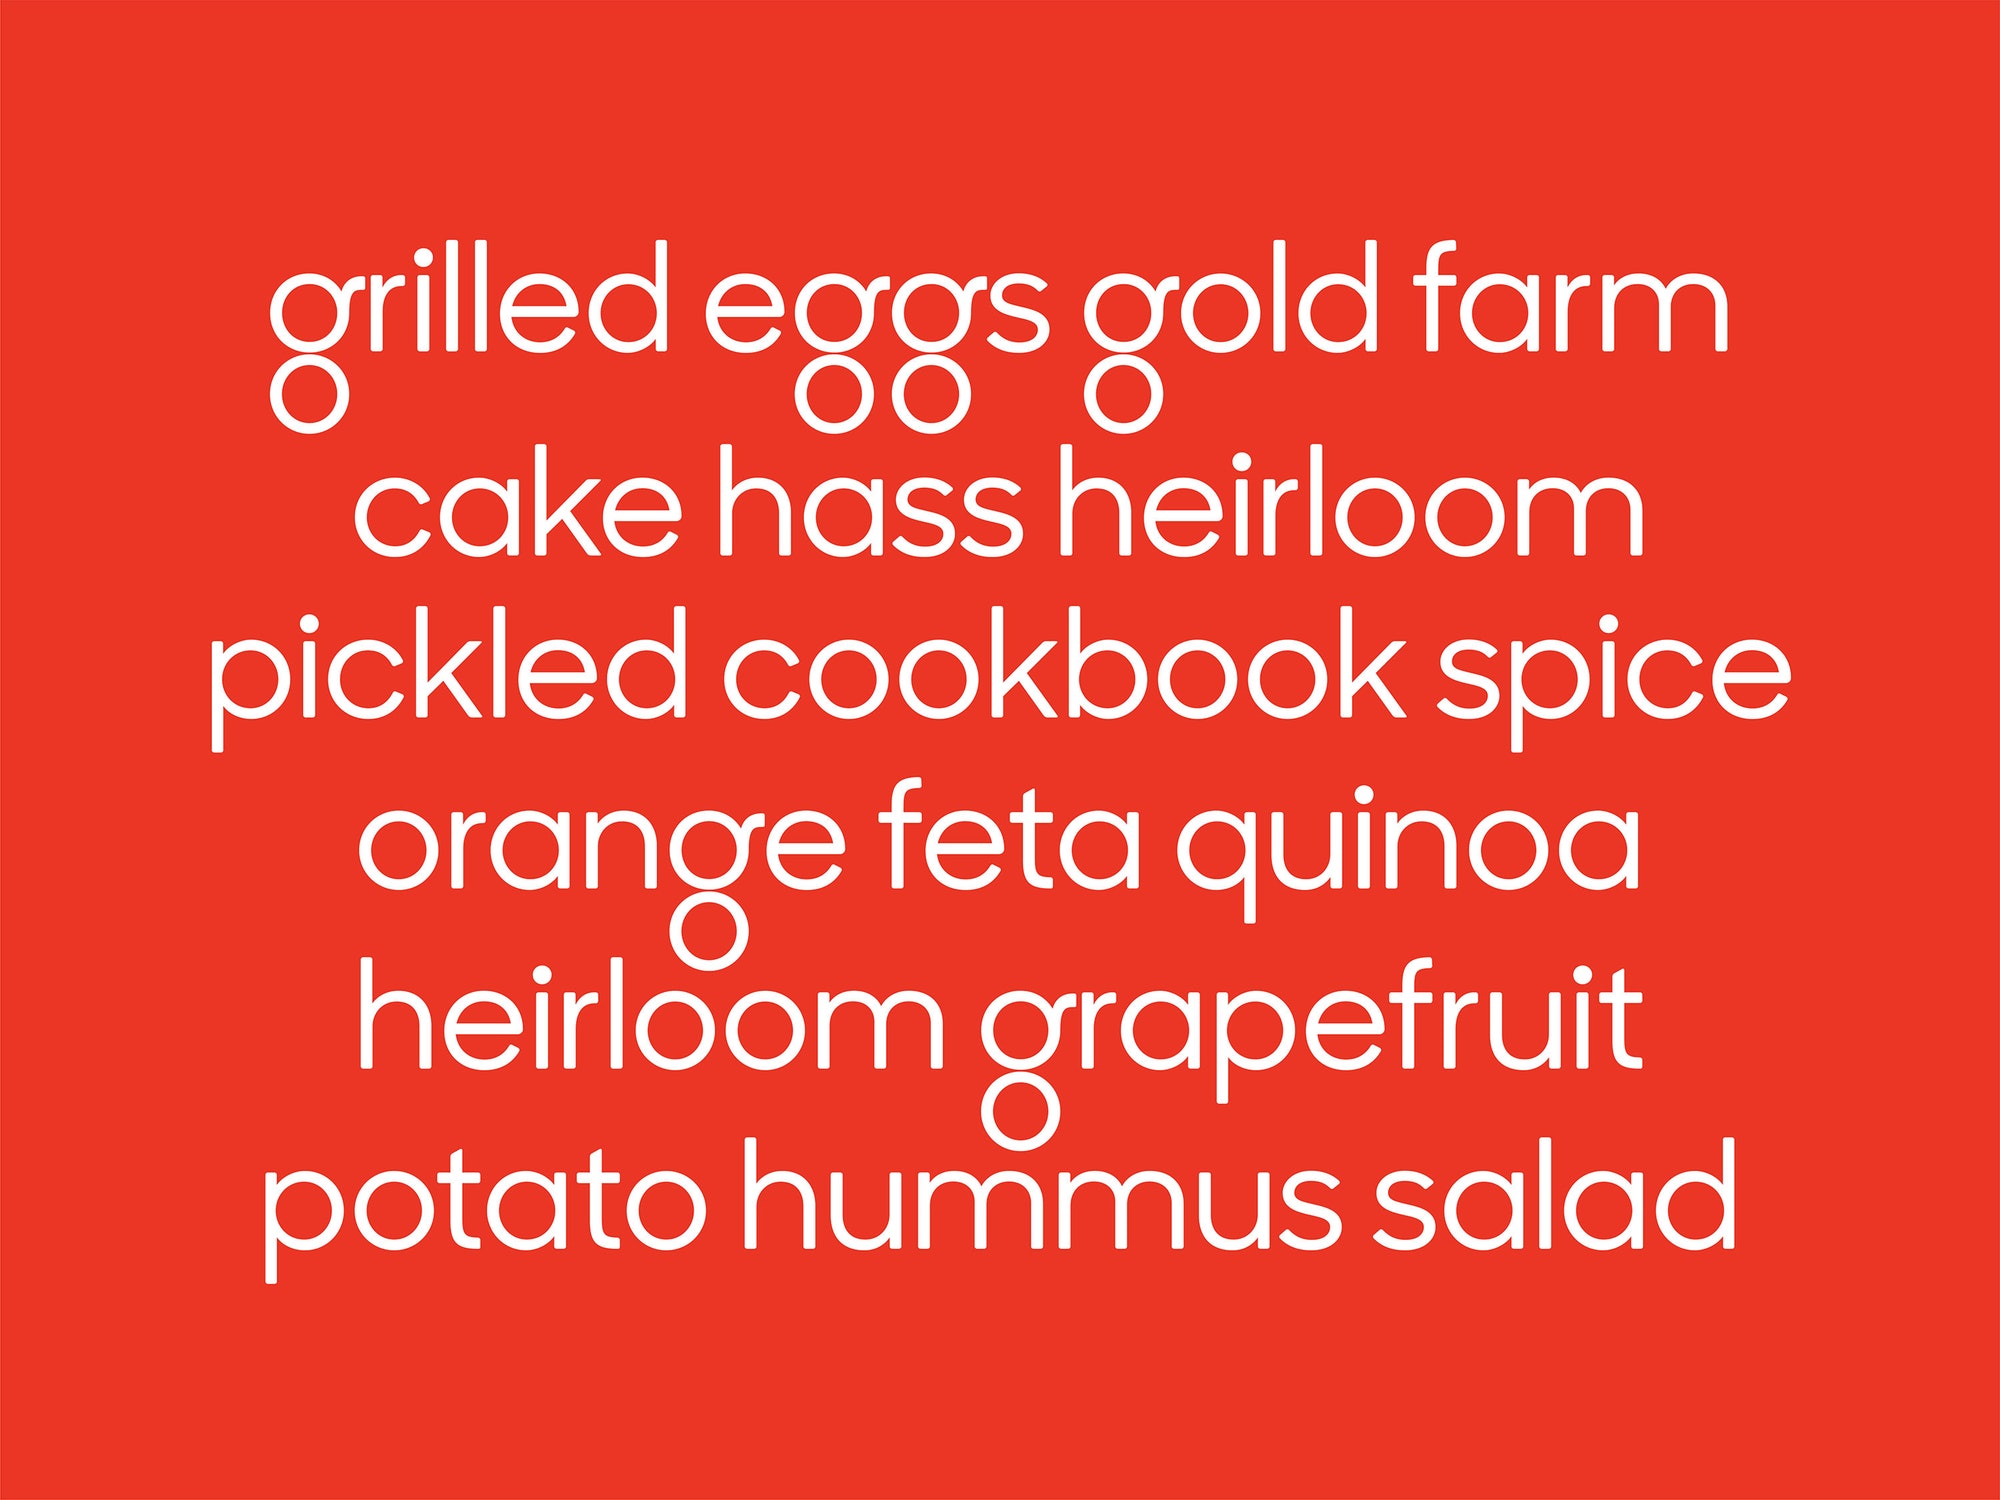 grilled eggs gold farm
cake hass heirloom
pickled cookbook spice
orange feta quinoa
heirloom grapefruit
potato hummus salad